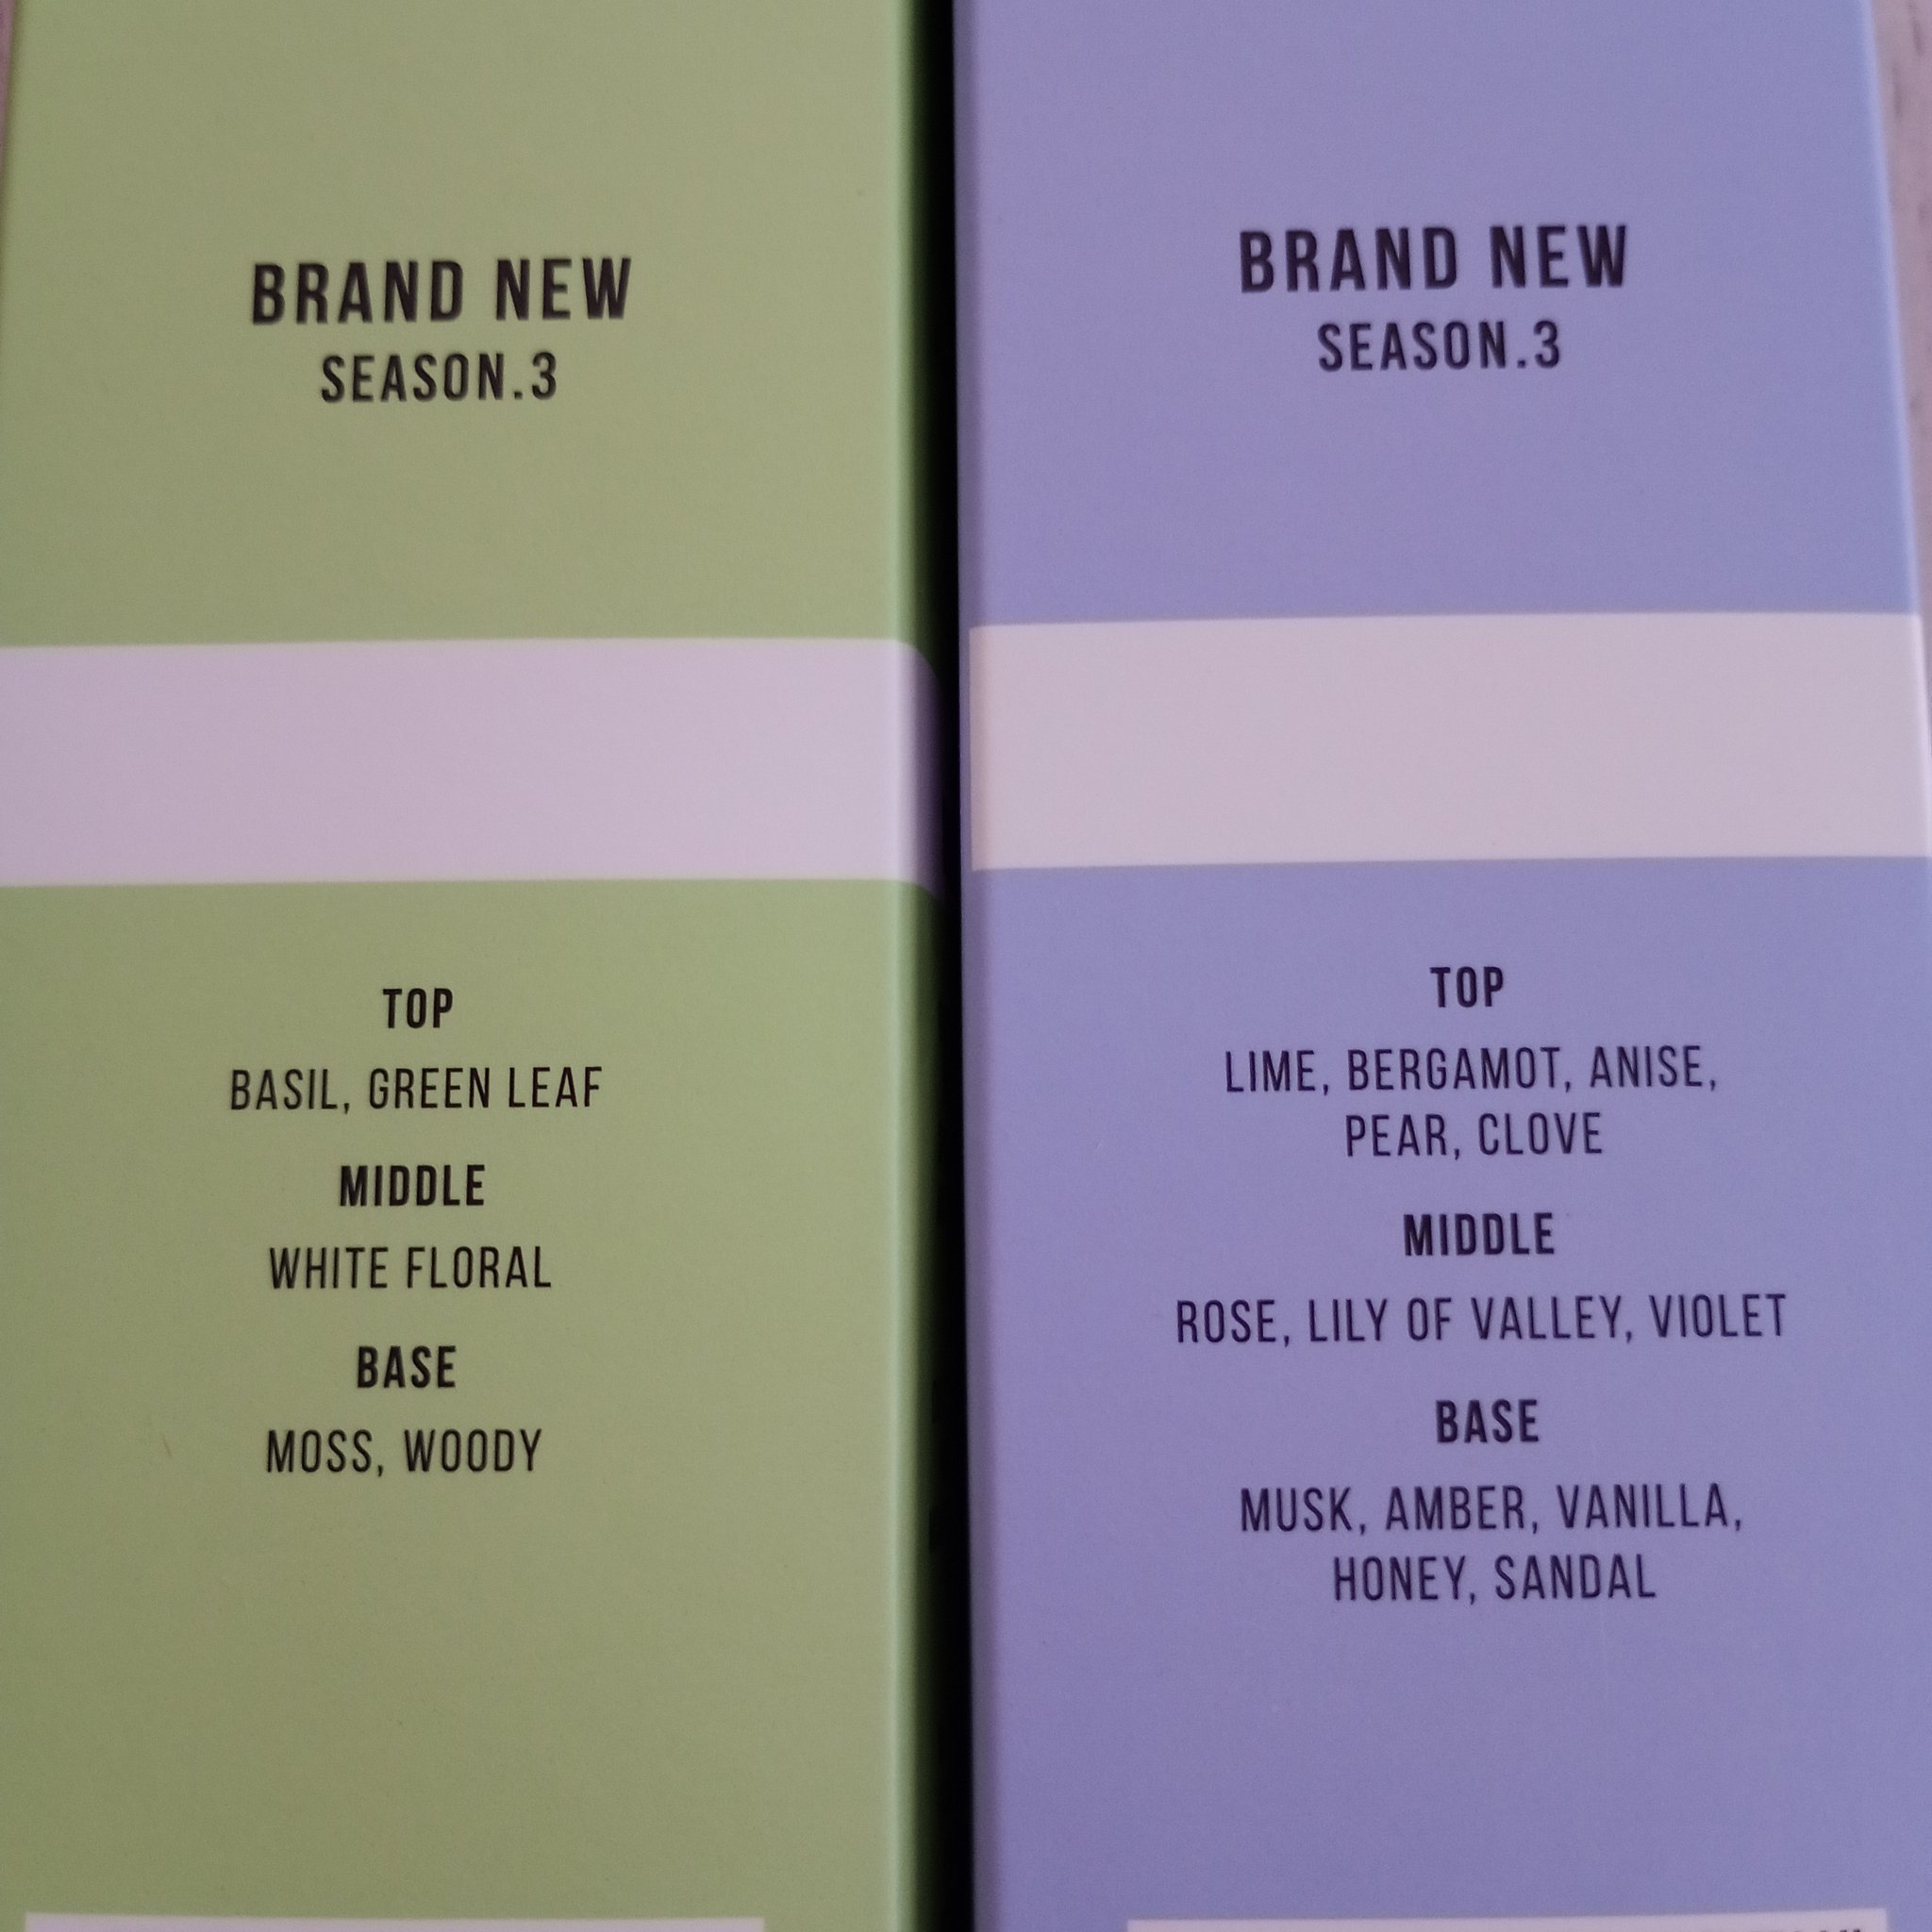 BRAND NEW
SEASON.3
TOP
BASIL, GREEN LEAF
MIDDLE
WHITE FLORAL
BASE
MOSS, WOODY
BRAND NEW
SEASON.3
TOP
LIME, BERGAMOT, ANISE,
PEAR, CLOVE
MIDDLE
ROSE, LILY OF VALLEY, VIOLET
BASE
MUSK, AMBER, VANILLA,
HONEY, SANDAL